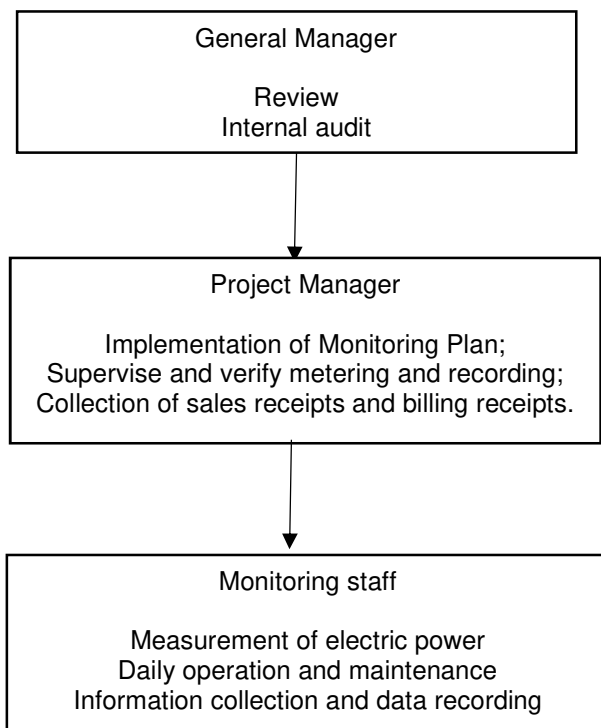 General Manager
Review
Internal audit
Project Manager
Implementation of Monitoring Plan;
Supervise and verify metering and recording;
Collection of sales receipts and billing receipts.
Monitoring staff
Measurement of electric power
Daily operation and maintenance
Information collection and data recording